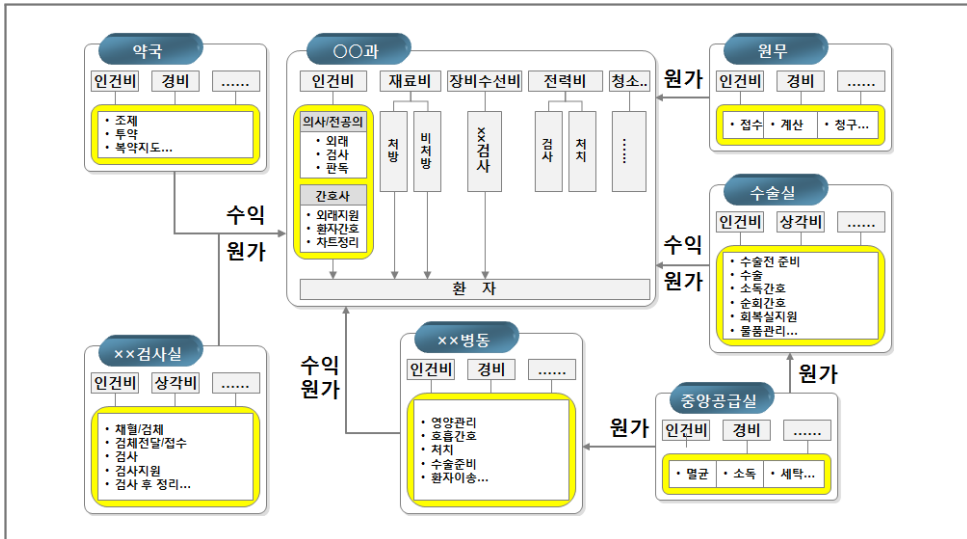 약국
인건비 경비 ......
• 조제
• 투약
• 복약지도...
○○과
인건비 재료비 장비수선비 전력비 청소..
의사/전공의
• 외래
• 검사
• 판독
간호사
• 외래지원
• 환자간호
• 차트정리
처방
비처방
××검사
검사
처치
......
환 자
원무
인건비 경비 ......
• 접수 • 계산 • 청구...
원가
수술실
인건비 상각비 ......
• 수술전 준비
• 수술
• 소독간호
• 순회간호
• 회복실지원
• 물품관리...
수익
원가
수익
원가
××검사실
인건비 상각비 ......
• 채혈/검체
• 검체전달/접수
• 검사
• 검사지원
• 검사 후 정리...
수익
원가
××병동
인건비 경비 ......
• 영양관리
• 호흡간호
• 처치
• 수술준비
• 환자이송...
원가
원가
중앙공급실
인건비 경비 ......
• 멸균 • 소독 • 세탁...